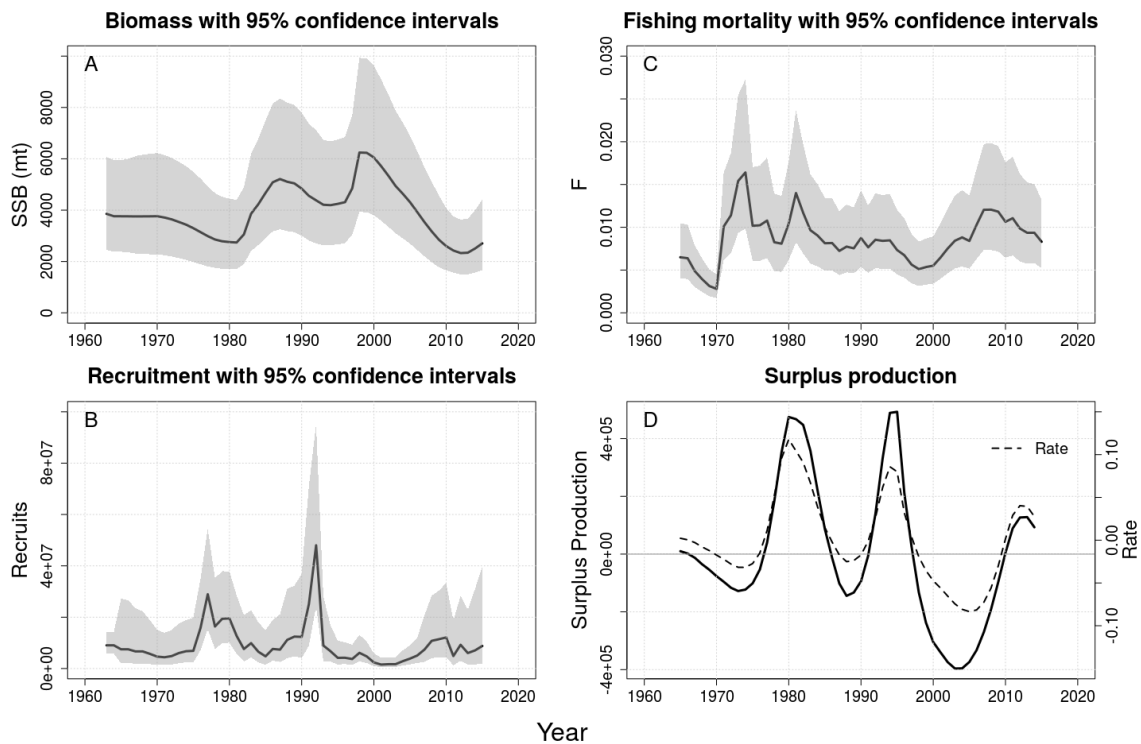 Biomass with 95% confidence intervals
A
SSB (mt)
0 2000 4000 6000 8000
1960 1970 1980 1990 2000 2010 2020
Fishing mortality with 95% confidence intervals
C
F
0.000 0.010 0.020 0.030
1960 1970 1980 1990 2000 2010 2020
Recruitment with 95% confidence intervals
B
Recruits
0e+00 4e+07 8e+07
1960 1970 1980 1990 2000 2010 2020
Surplus production
D
Rate
Surplus Production
-4e+05 0e+00 4e+05
Rate
-0.10 0.00 0.10
1960 1970 1980 1990 2000 2010 2020
Year